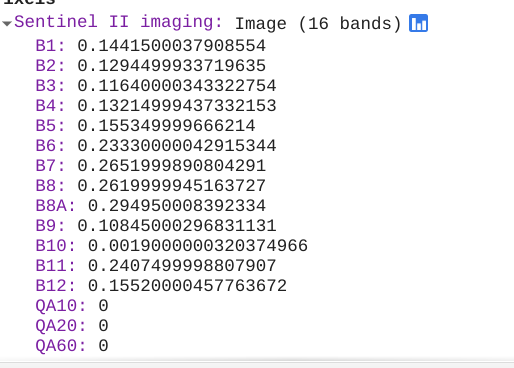 Sentinel II imaging: Image (16 bands)
B1: 0.1441500037908554
B2: 0.1294499933719635
B3: 0.11640000343322754
B4: 0.13214999437332153
B5: 0.155349999666214
B6: 0.23330000042915344
B7: 0.2651999890804291
B8: 0.2619999945163727
B8A: 0.294950008392334
B9: 0.10845000296831131
B10: 0.0019000000320374966
B11: 0.2407499998807907
B12: 0.15520000457763672
QA10: 0
QA20: 0
QA60: 0